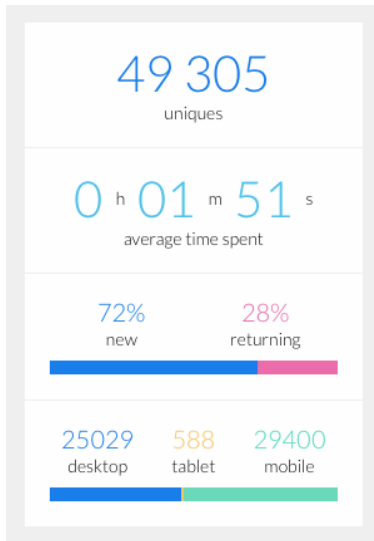 49 305
uniques
0 h 01 m 51 s
average time spent
72% 28%
new returning
25029 588 29400
desktop tablet mobile